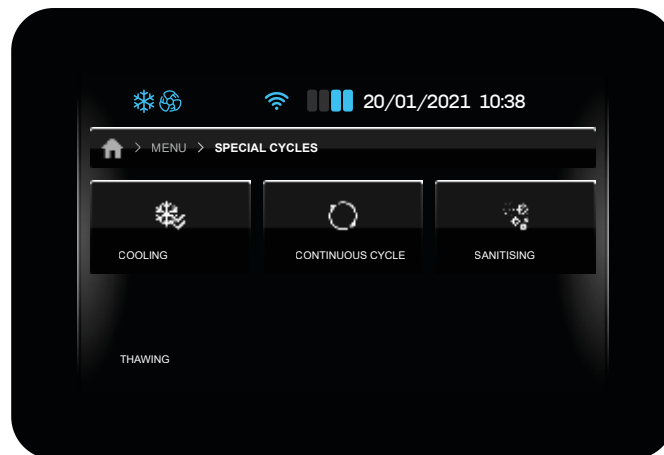 20/01/2021 10:38
> MENU > SPECIAL CYCLES
COOLING
CONTINUOUS CYCLE
SANITISING
THAWING